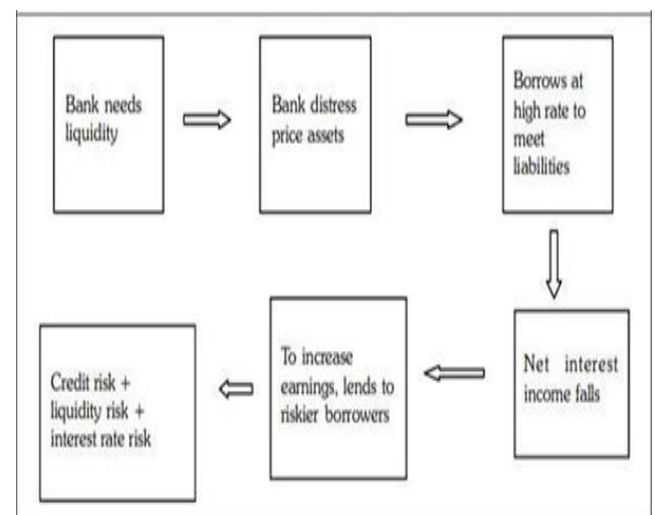 Bank needs
liquidity
Bank distress
price assets
Borrows at
high rate to
meet
liabilities
Net interest
income falls
To increase
earnings, lends to
riskier borrowers
Credit risk +
liquidity risk +
interest rate risk